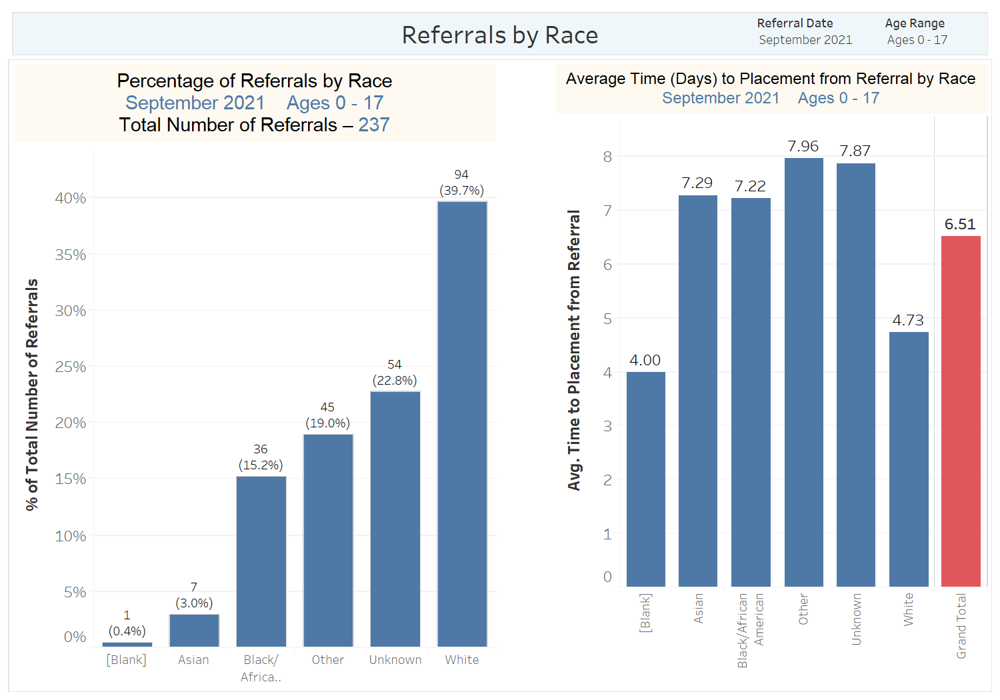 Referrals by Race
Referral Date
September 2021
Age Range
Ages 0 - 17
Percentage of Referrals by Race
September 2021 Ages 0 - 17
Total Number of Referrals – 237
% of Total Number of Referrals
40%
35%
30%
25%
20%
15%
10%
5%
0%
1
(0.4%)
7
(3.0%)
36
(15.2%)
45
(19.0%)
54
(22.8%)
94
(39.7%)
[Blank]
Asian
Black/
Africa..
Other
Unknown
White
Average Time (Days) to Placement from Referral by Race
September 2021 Ages 0 - 17
Avg. Time to Placement from Referral
8
7
6
5
4
3
2
1
0
4.00
7.29
7.22
7.96
7.87
4.73
6.51
[Blank]
Asian
Black/African
American
Other
Unknown
White
Grand Total